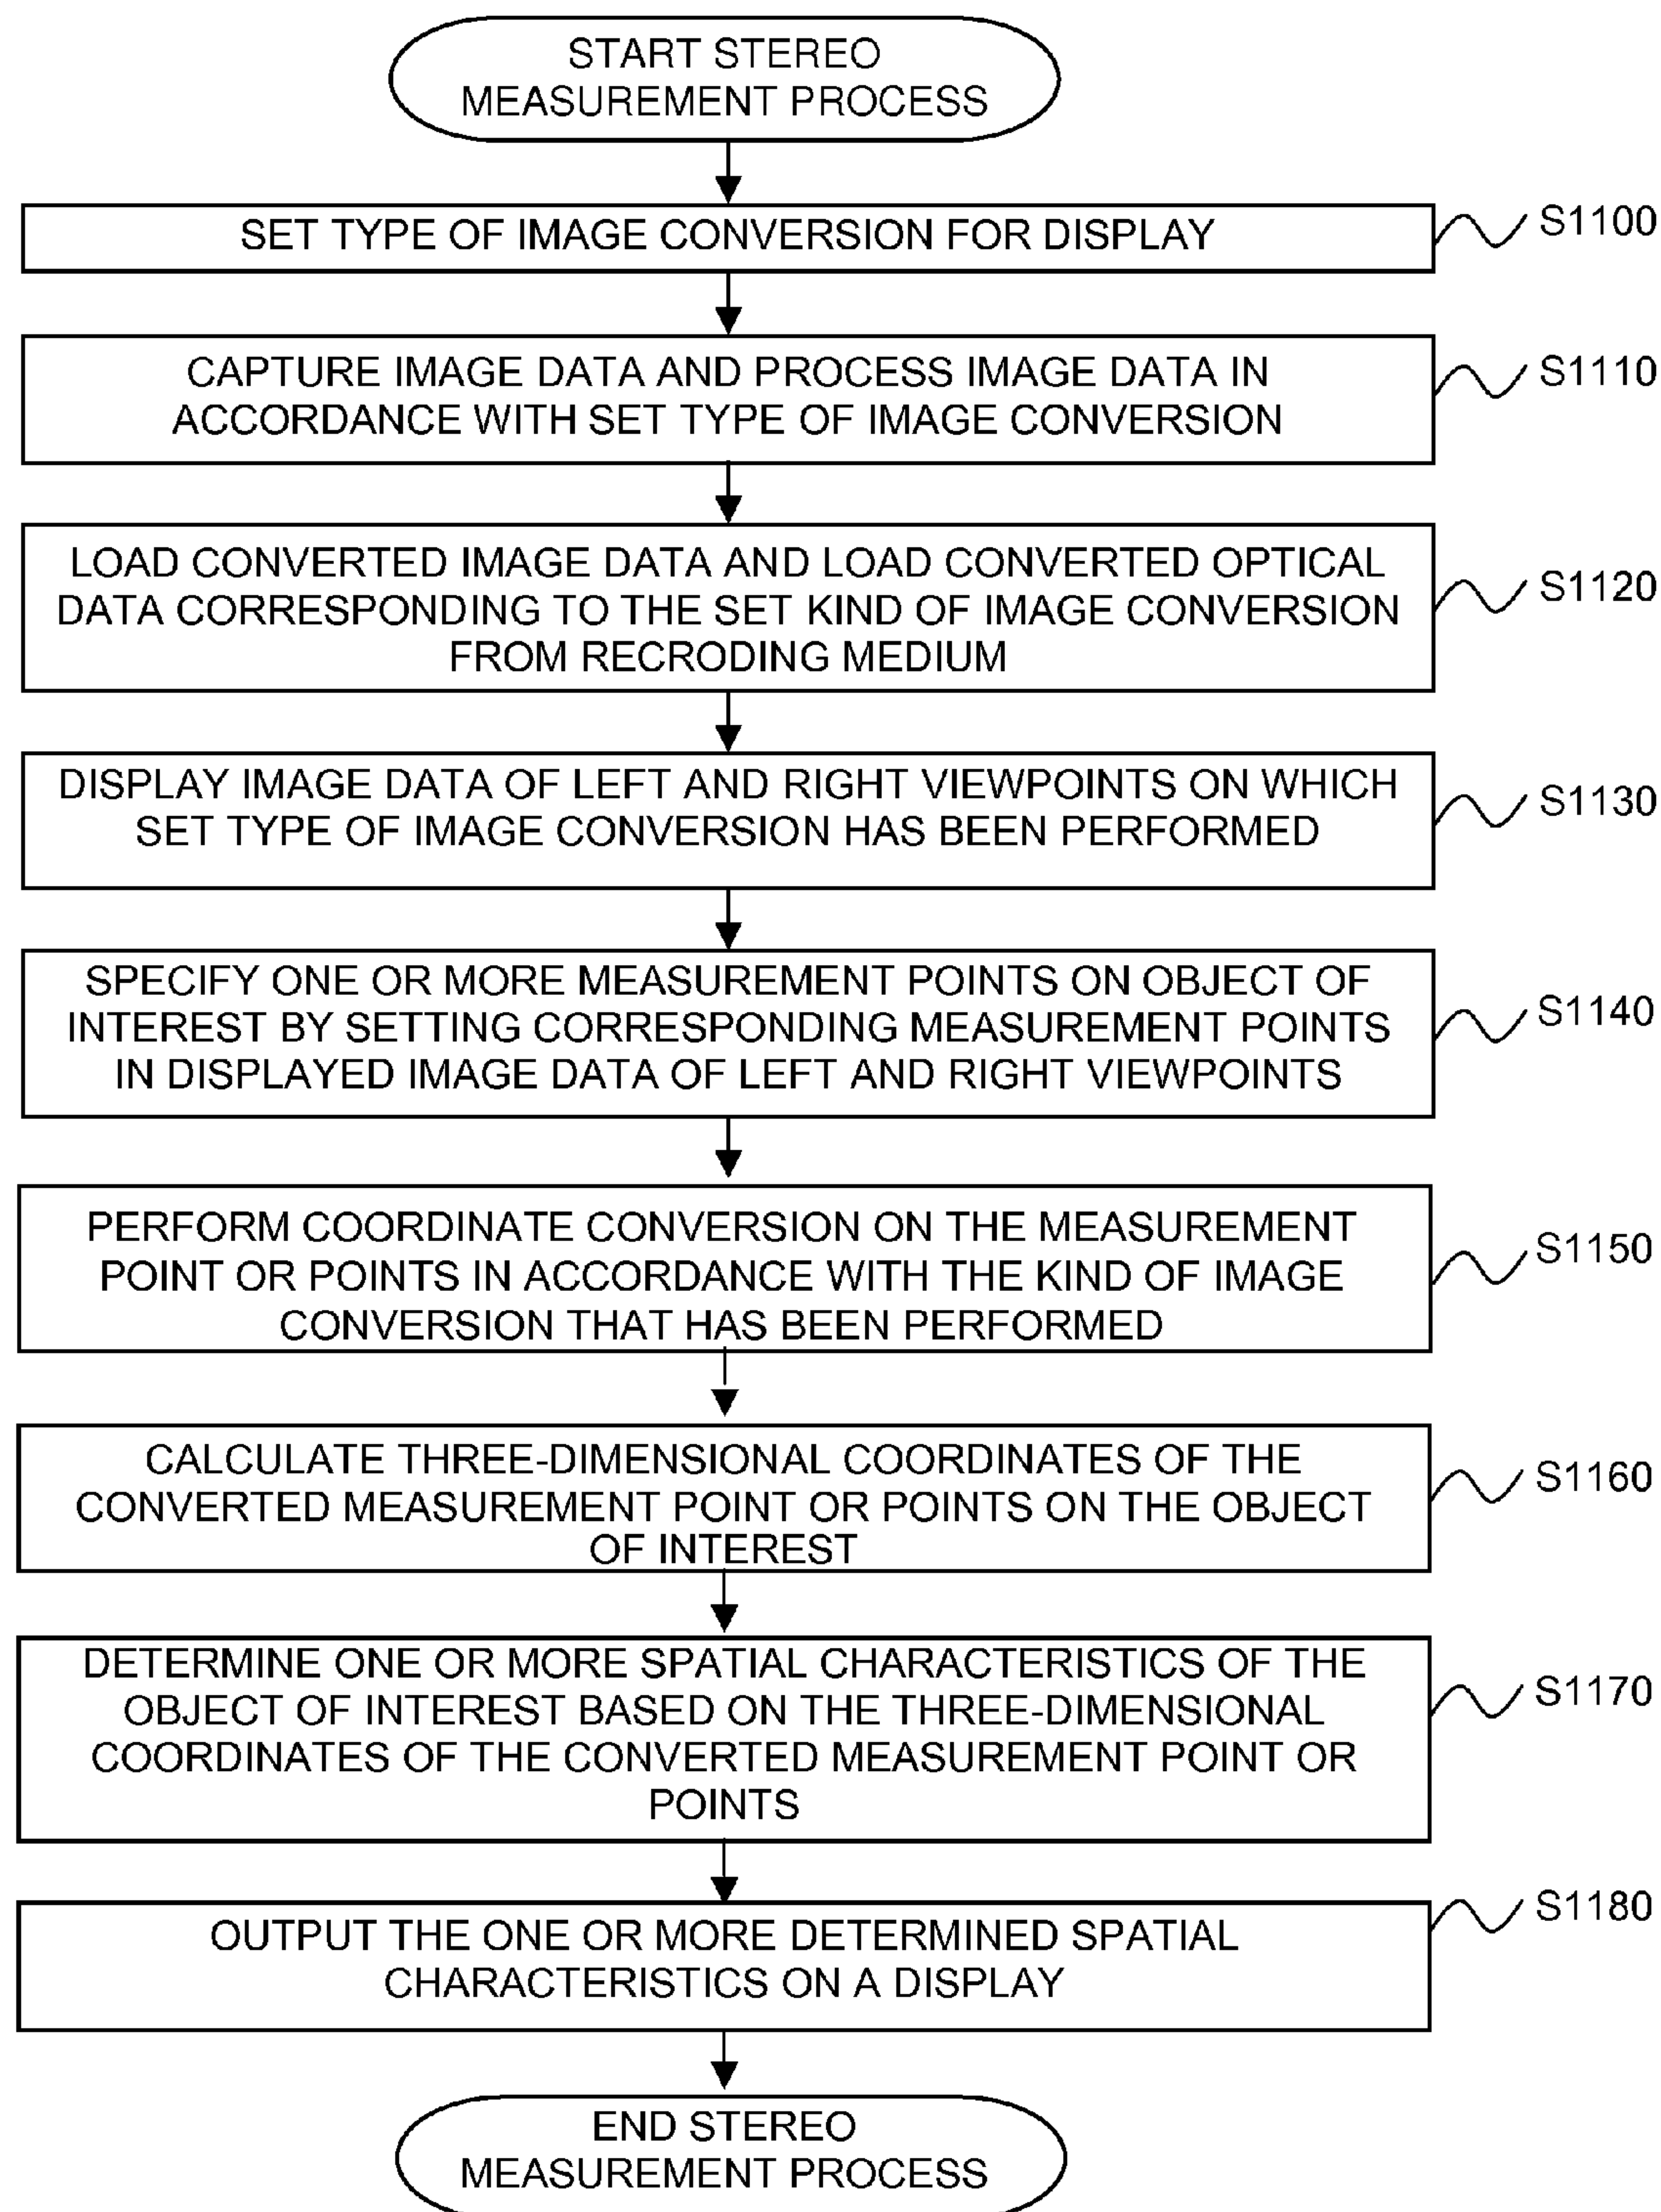 START STEREO
MEASUREMENT PROCESS
SET TYPE OF IMAGE CONVERSION FOR DISPLAY
S1100
CAPTURE IMAGE DATA AND PROCESS IMAGE DATA IN
ACCORDANCE WITH SET TYPE OF IMAGE CONVERSION
S1110
LOAD CONVERTED IMAGE DATA AND LOAD CONVERTED OPTICAL
DATA CORRESPONDING TO THE SET KIND OF IMAGE CONVERSION
FROM RECRODING MEDIUM
S1120
DISPLAY IMAGE DATA OF LEFT AND RIGHT VIEWPOINTS ON WHICH
SET TYPE OF IMAGE CONVERSION HAS BEEN PERFORMED
S1130
SPECIFY ONE OR MORE MEASUREMENT POINTS ON OBJECT OF
INTEREST BY SETTING CORRESPONDING MEASUREMENT POINTS
IN DISPLAYED IMAGE DATA OF LEFT AND RIGHT VIEWPOINTS
S1140
PERFORM COORDINATE CONVERSION ON THE MEASUREMENT
POINT OR POINTS IN ACCORDANCE WITH THE KIND OF IMAGE
CONVERSION THAT HAS BEEN PERFORMED
S1150
CALCULATE THREE-DIMENSIONAL COORDINATES OF THE
CONVERTED MEASUREMENT POINT OR POINTS ON THE OBJECT
OF INTEREST
S1160
DETERMINE ONE OR MORE SPATIAL CHARACTERISTICS OF THE
OBJECT OF INTEREST BASED ON THE THREE-DIMENSIONAL
COORDINATES OF THE CONVERTED MEASUREMENT POINT OR
POINTS
S1170
OUTPUT THE ONE OR MORE DETERMINED SPATIAL
CHARACTERISTICS ON A DISPLAY
S1180
END STEREO
MEASUREMENT PROCESS